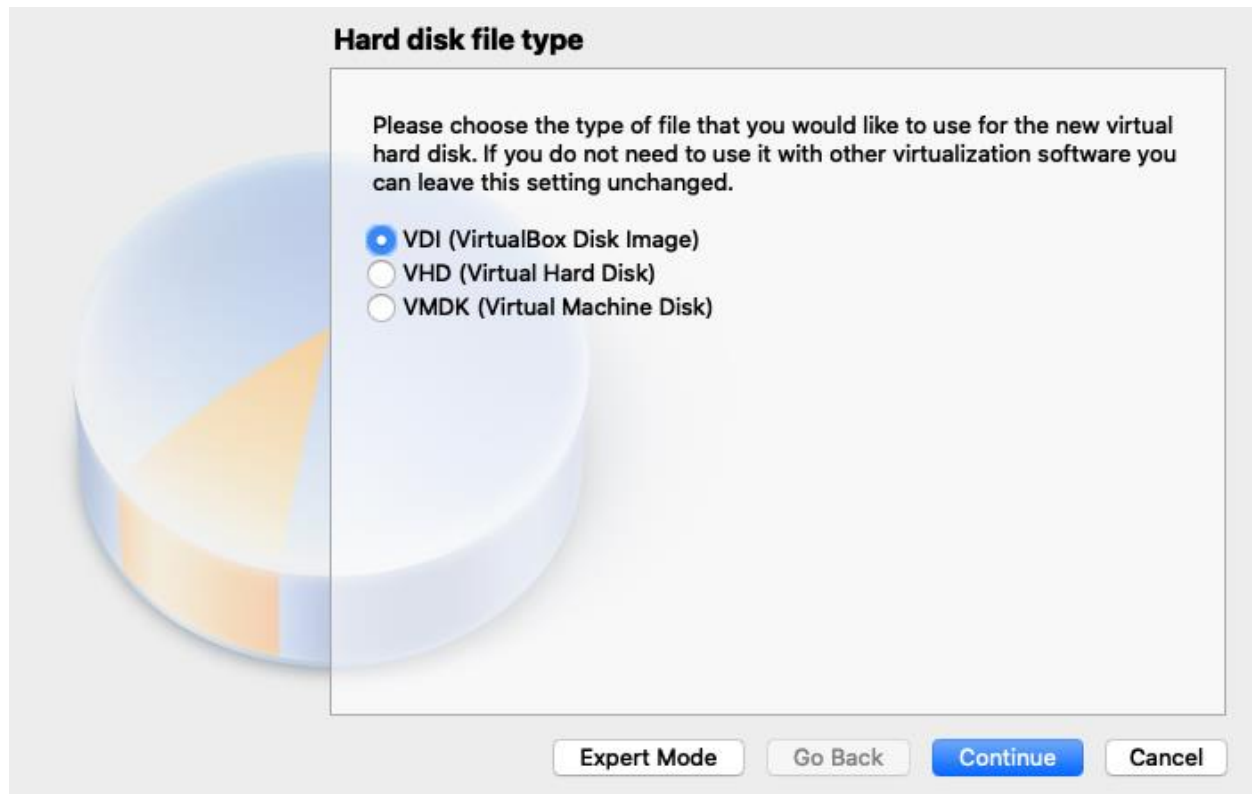 Hard disk file type
Please choose the type of file that you would like to use for the new virtual
hard disk. If you do not need to use it with other virtualization software you
can leave this setting unchanged.
VDI (VirtualBox Disk Image)
VHD (Virtual Hard Disk)
VMDK (Virtual Machine Disk)
Expert Mode Go Back Continue Cancel